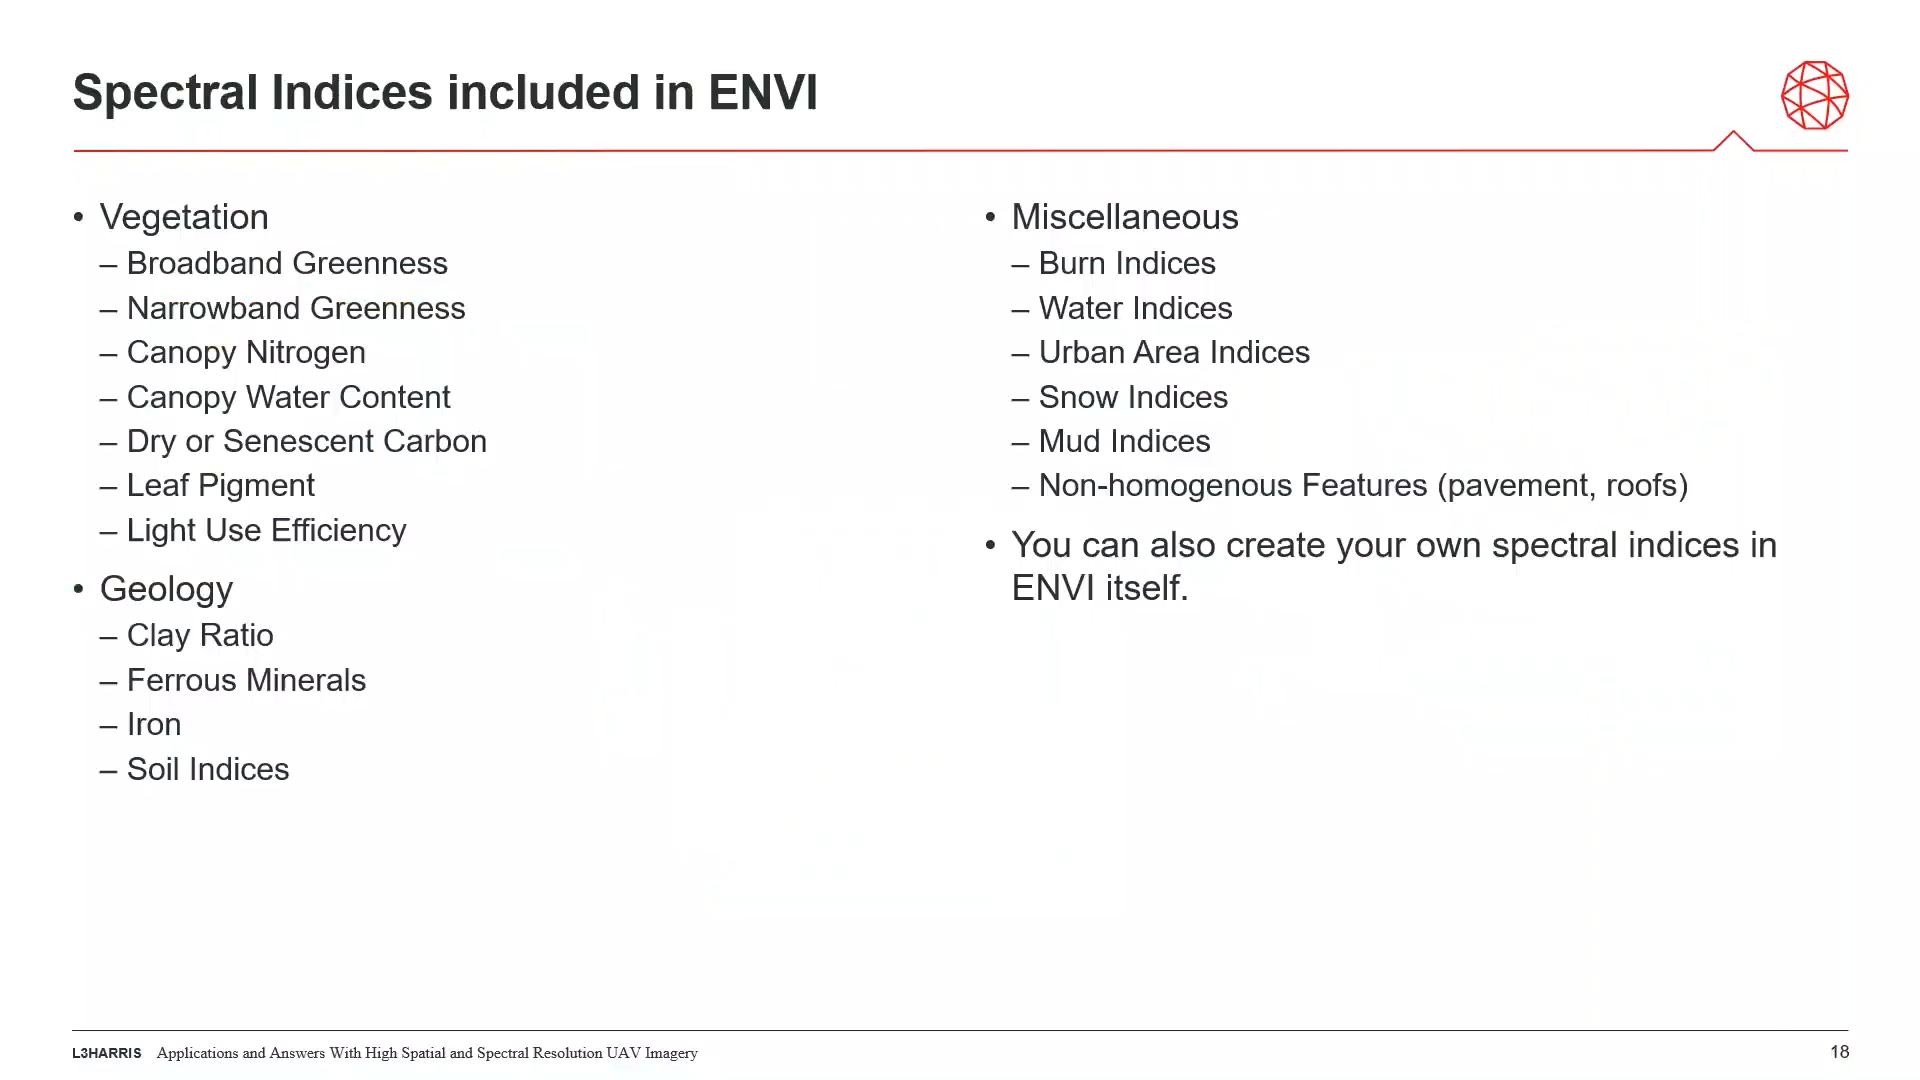 Spectral Indices included in ENVI
• Vegetation
– Broadband Greenness
– Narrowband Greenness
– Canopy Nitrogen
– Canopy Water Content
– Dry or Senescent Carbon
– Leaf Pigment
– Light Use Efficiency
• Geology
– Clay Ratio
– Ferrous Minerals
– Iron
– Soil Indices
• Miscellaneous
– Burn Indices
– Water Indices
– Urban Area Indices
– Snow Indices
– Mud Indices
– Non-homogenous Features (pavement, roofs)
• You can also create your own spectral indices in
ENVI itself.
L3HARRIS Applications and Answers With High Spatial and Spectral Resolution UAV Imagery
18